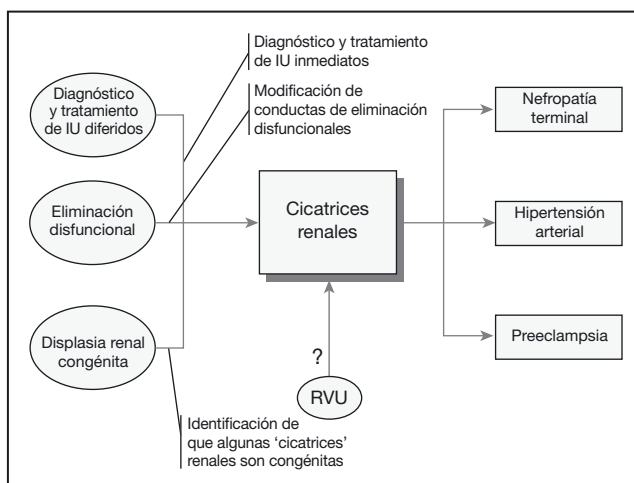 Diagnóstico
y tratamiento
de IU diferidos
Eliminación
disfuncional
Displasia renal
congénita
Diagnóstico y tratamiento
de IU inmediatos
Modificación de
conductas de eliminación
disfuncionales
Cicatrices
renales
?
RVU
Identificación de
que algunas ‘cicatrices’
renales son congénitas
Nefropatía
terminal
Hipertensión
arterial
Preeclampsia